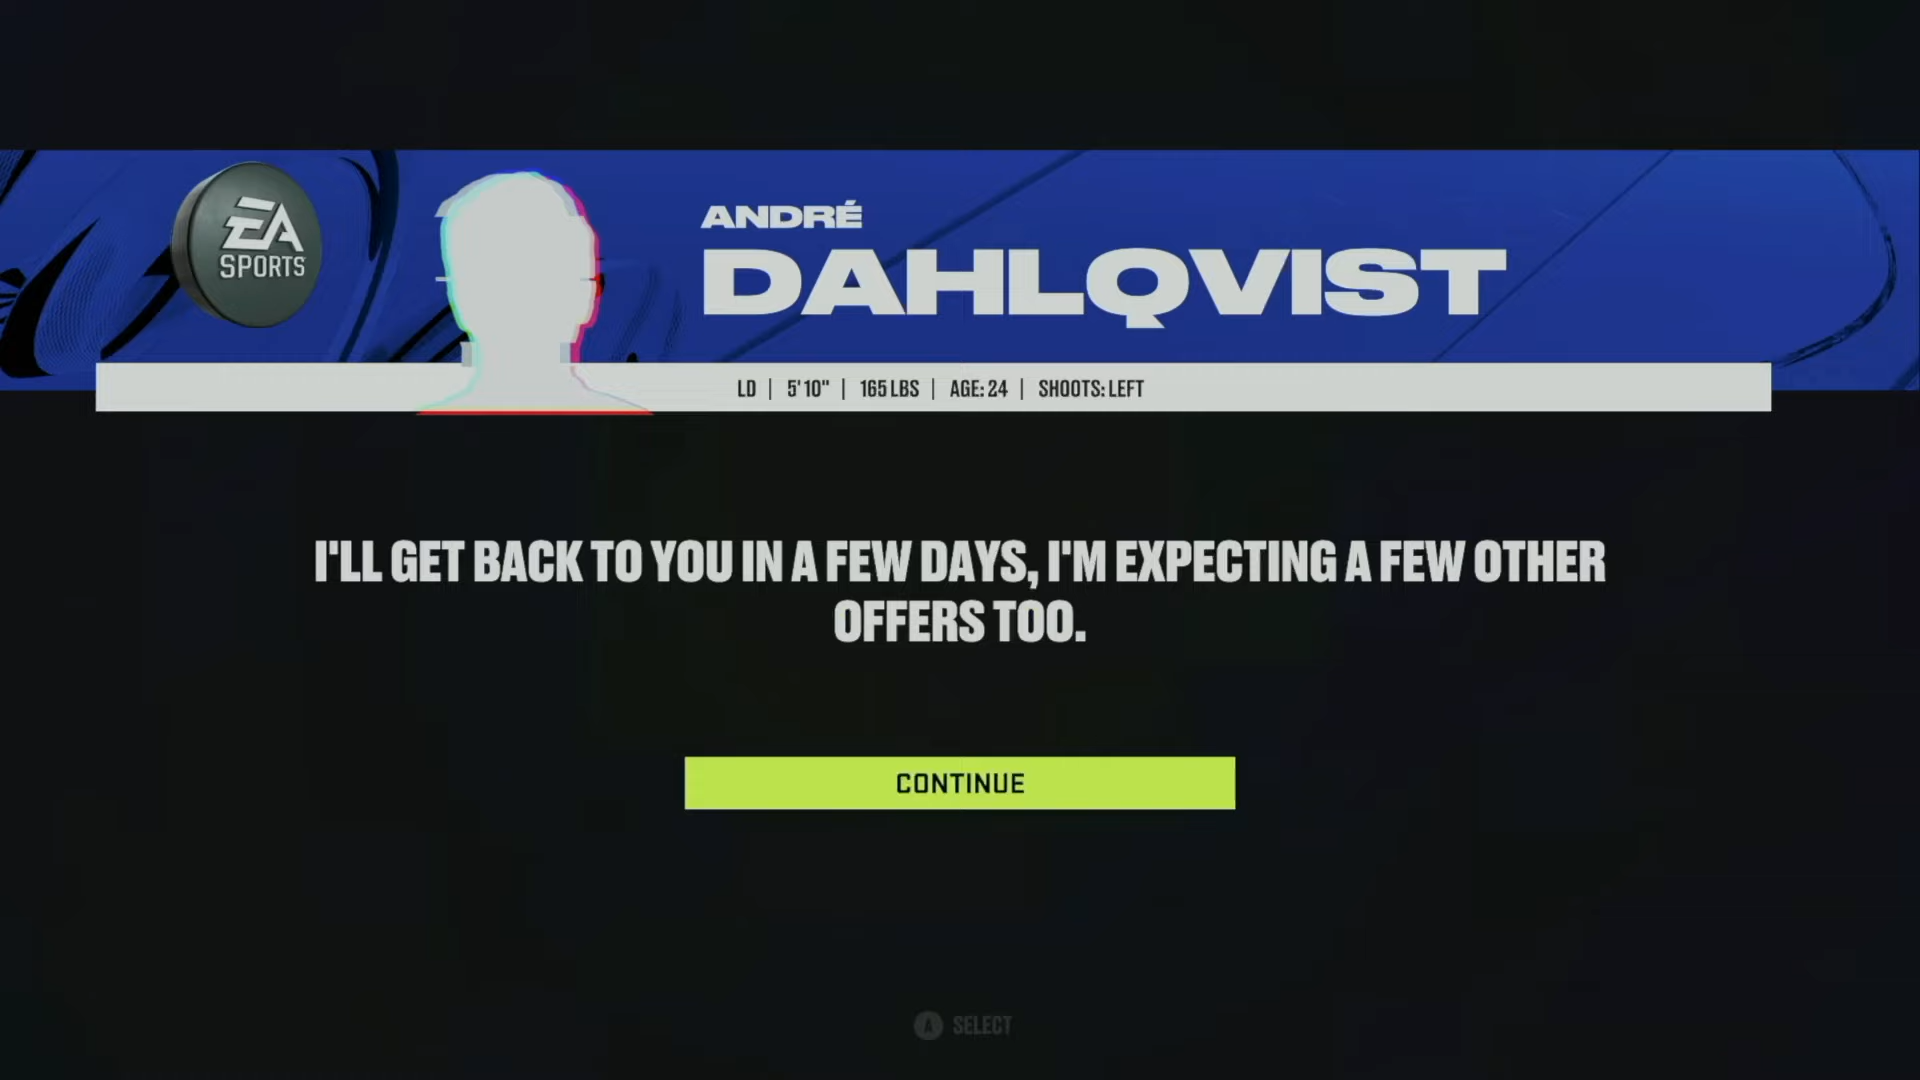 EA
SPORTS
ANDRÉ
DAHLQVIST
LD | 5'10" | 165 LBS | AGE: 24 | SHOOTS: LEFT
I'LL GET BACK TO YOU IN A FEW DAYS, I'M EXPECTING A FEW OTHER
OFFERS TOO.
CONTINUE
A SELECT